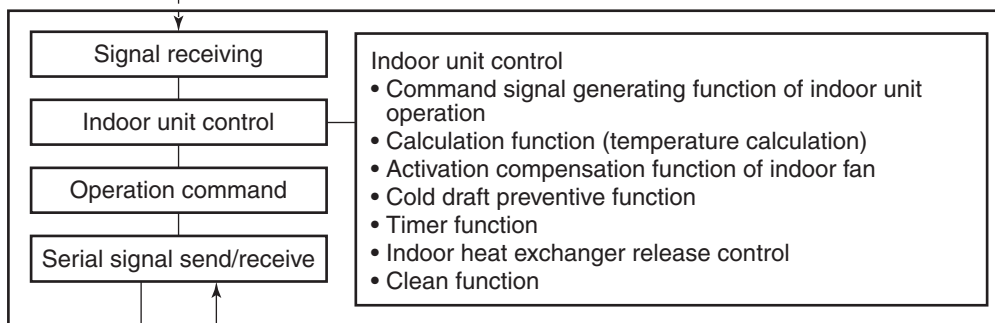 Signal receiving
Indoor unit control
Operation command
Serial signal send/receive
Indoor unit control
• Command signal generating function of indoor unit
operation
• Calculation function (temperature calculation)
• Activation compensation function of indoor fan
• Cold draft preventive function
• Timer function
• Indoor heat exchanger release control
• Clean function